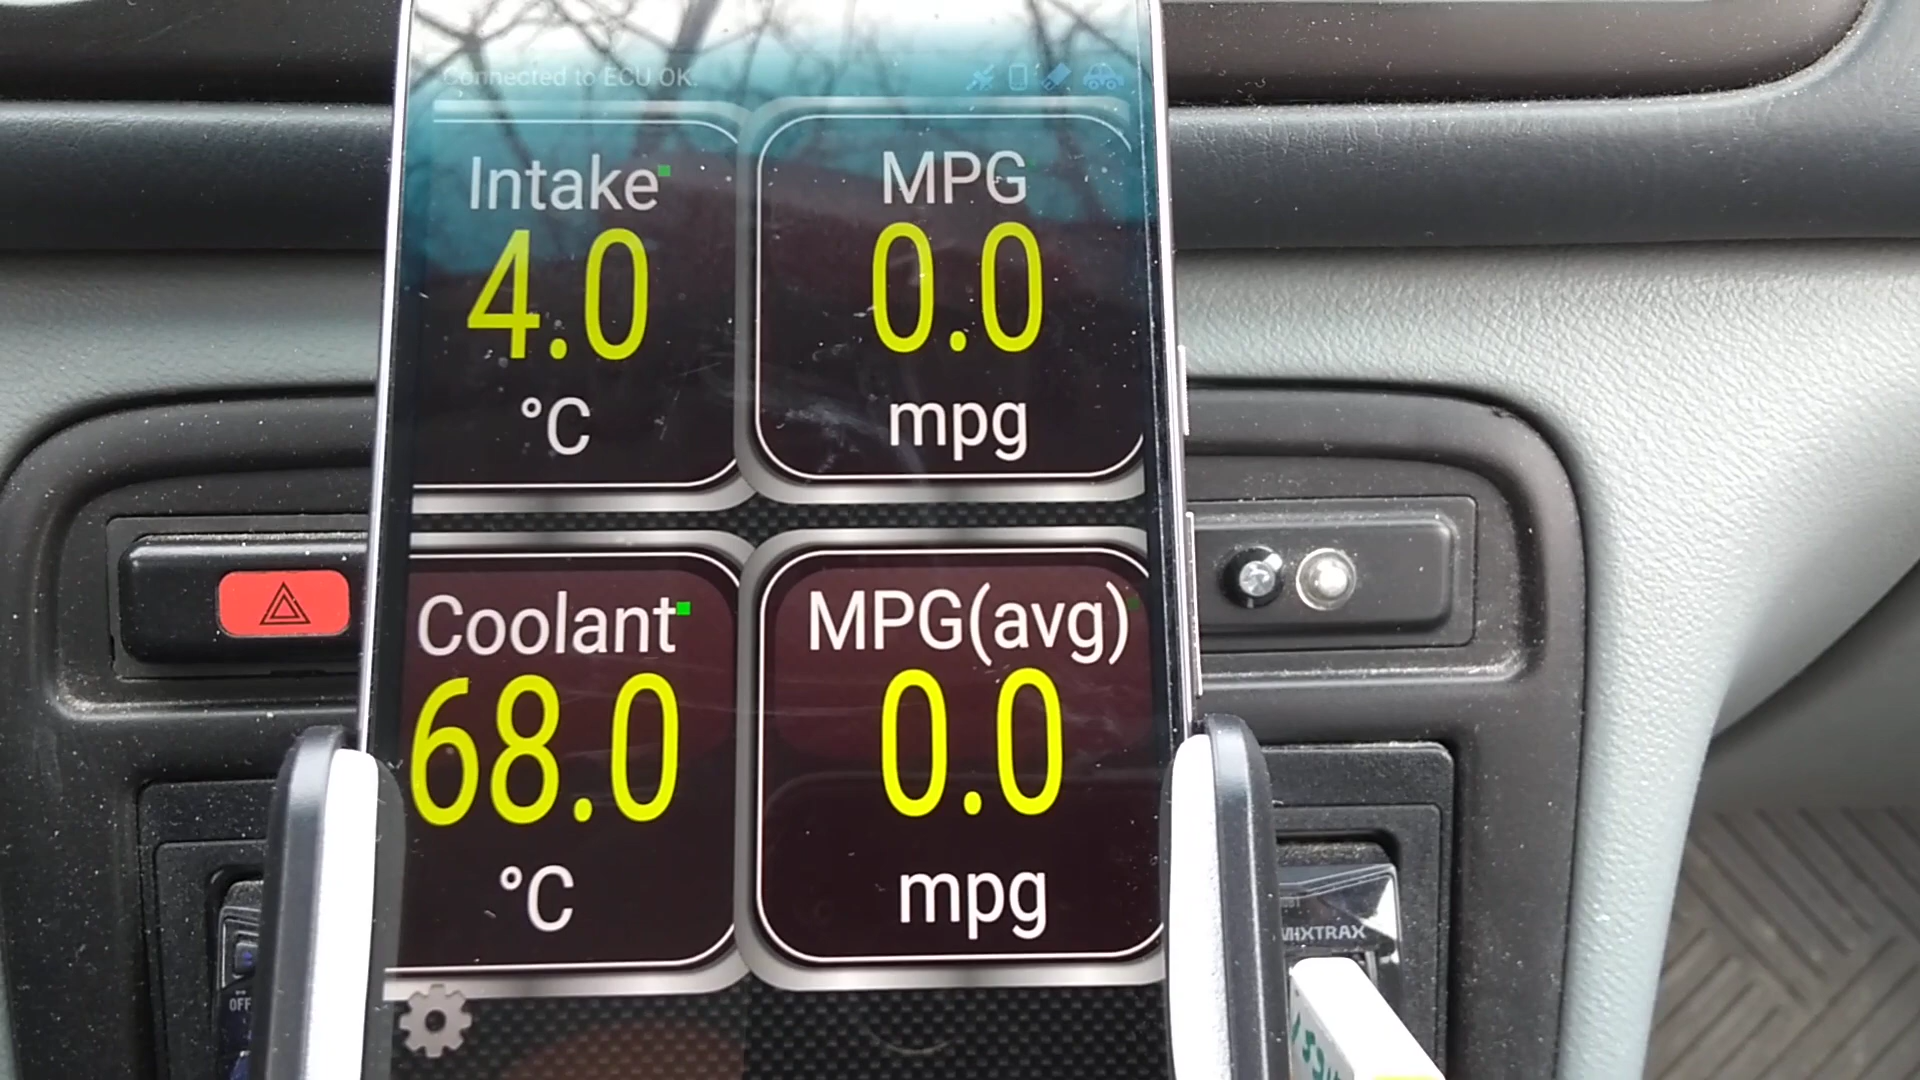 Connected to ECU OK.
Intake
4.0
°C
MPG
0.0
mpg
Coolant
68.0
°C
MPG(avg)
0.0
mpg
OFF
MIXTRAX